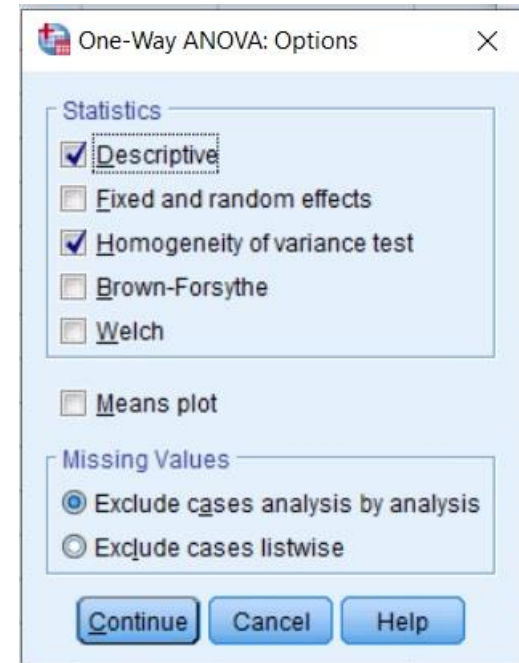 One-Way ANOVA: Options
Statistics
Descriptive
Fixed and random effects
Homogeneity of variance test
Brown-Forsythe
Welch
Means plot
Missing Values
Exclude cases analysis by analysis
Exclude cases listwise
Continue Cancel Help